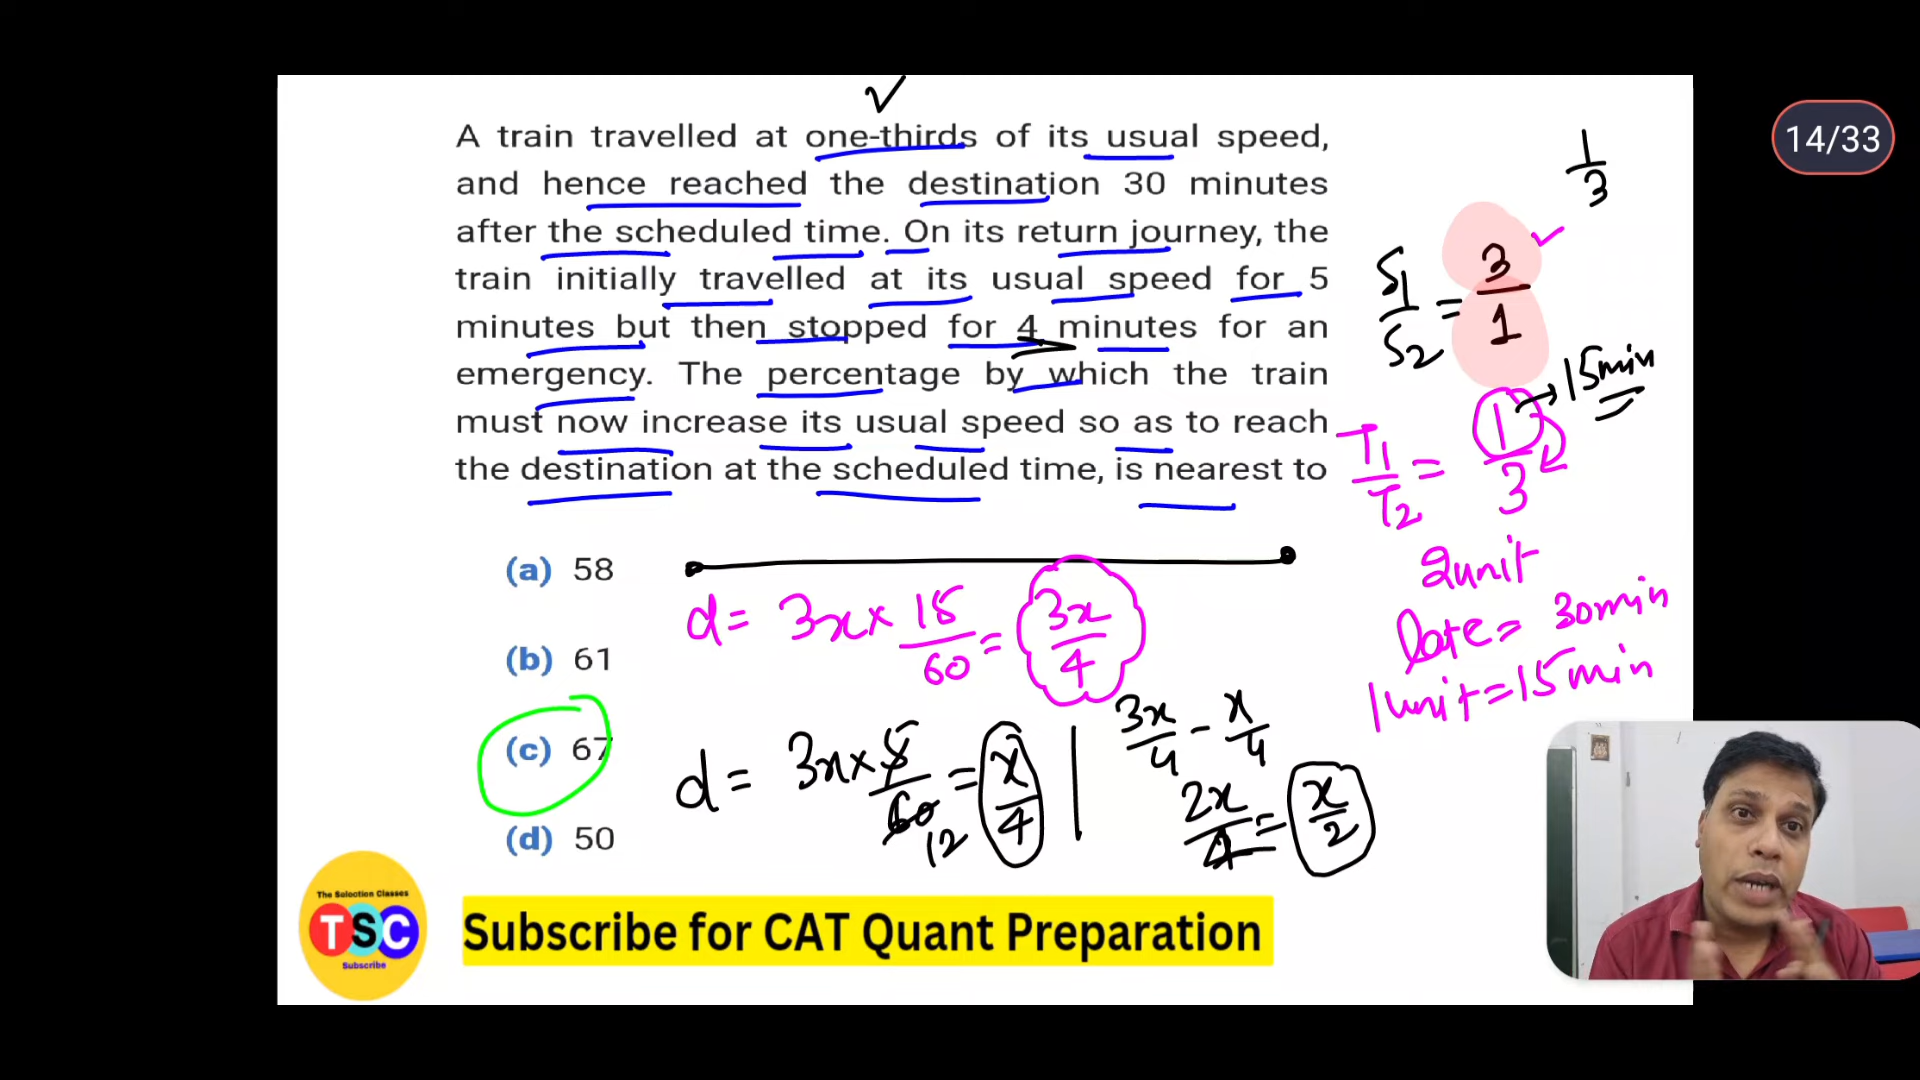 14/33
A train travelled at one-thirds of its usual speed,
and hence reached the destination 30 minutes
after the scheduled time. On its return journey, the
train initially travelled at its usual speed for 5
minutes but then stopped for 4 minutes for an
emergency. The percentage by which the train
must now increase its usual speed so as to reach
the destination at the scheduled time, is nearest to
(a) 58
(b) 61
(c) 67
(d) 50
1/3
S1/S2 = 3/1
15min
T1/T2 = 1/3
2unit
late = 30min
1unit = 15min
d = 3x × 15/60 = 3x/4
d = 3x × 5/60 = x/4
12
3x/4 - x/4
2x/4 = x/2
The Selection Classes
TSC
Subscribe
Subscribe for CAT Quant Preparation